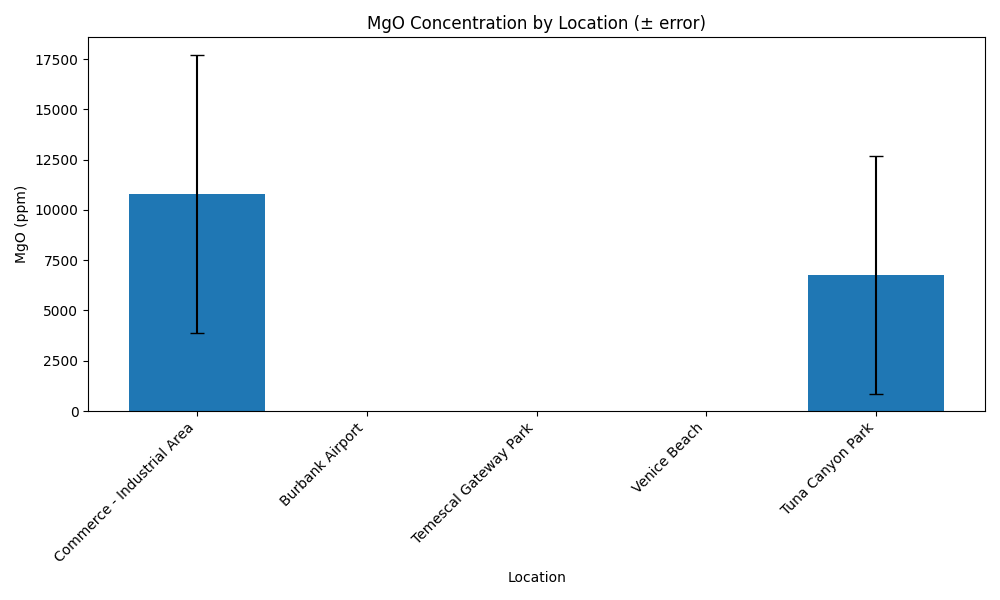 MgO Concentration by Location (± error)
MgO (ppm)
17500
15000
12500
10000
7500
5000
2500
0
Commerce - Industrial Area
Burbank Airport
Temescal Gateway Park
Venice Beach
Tuna Canyon Park
Location